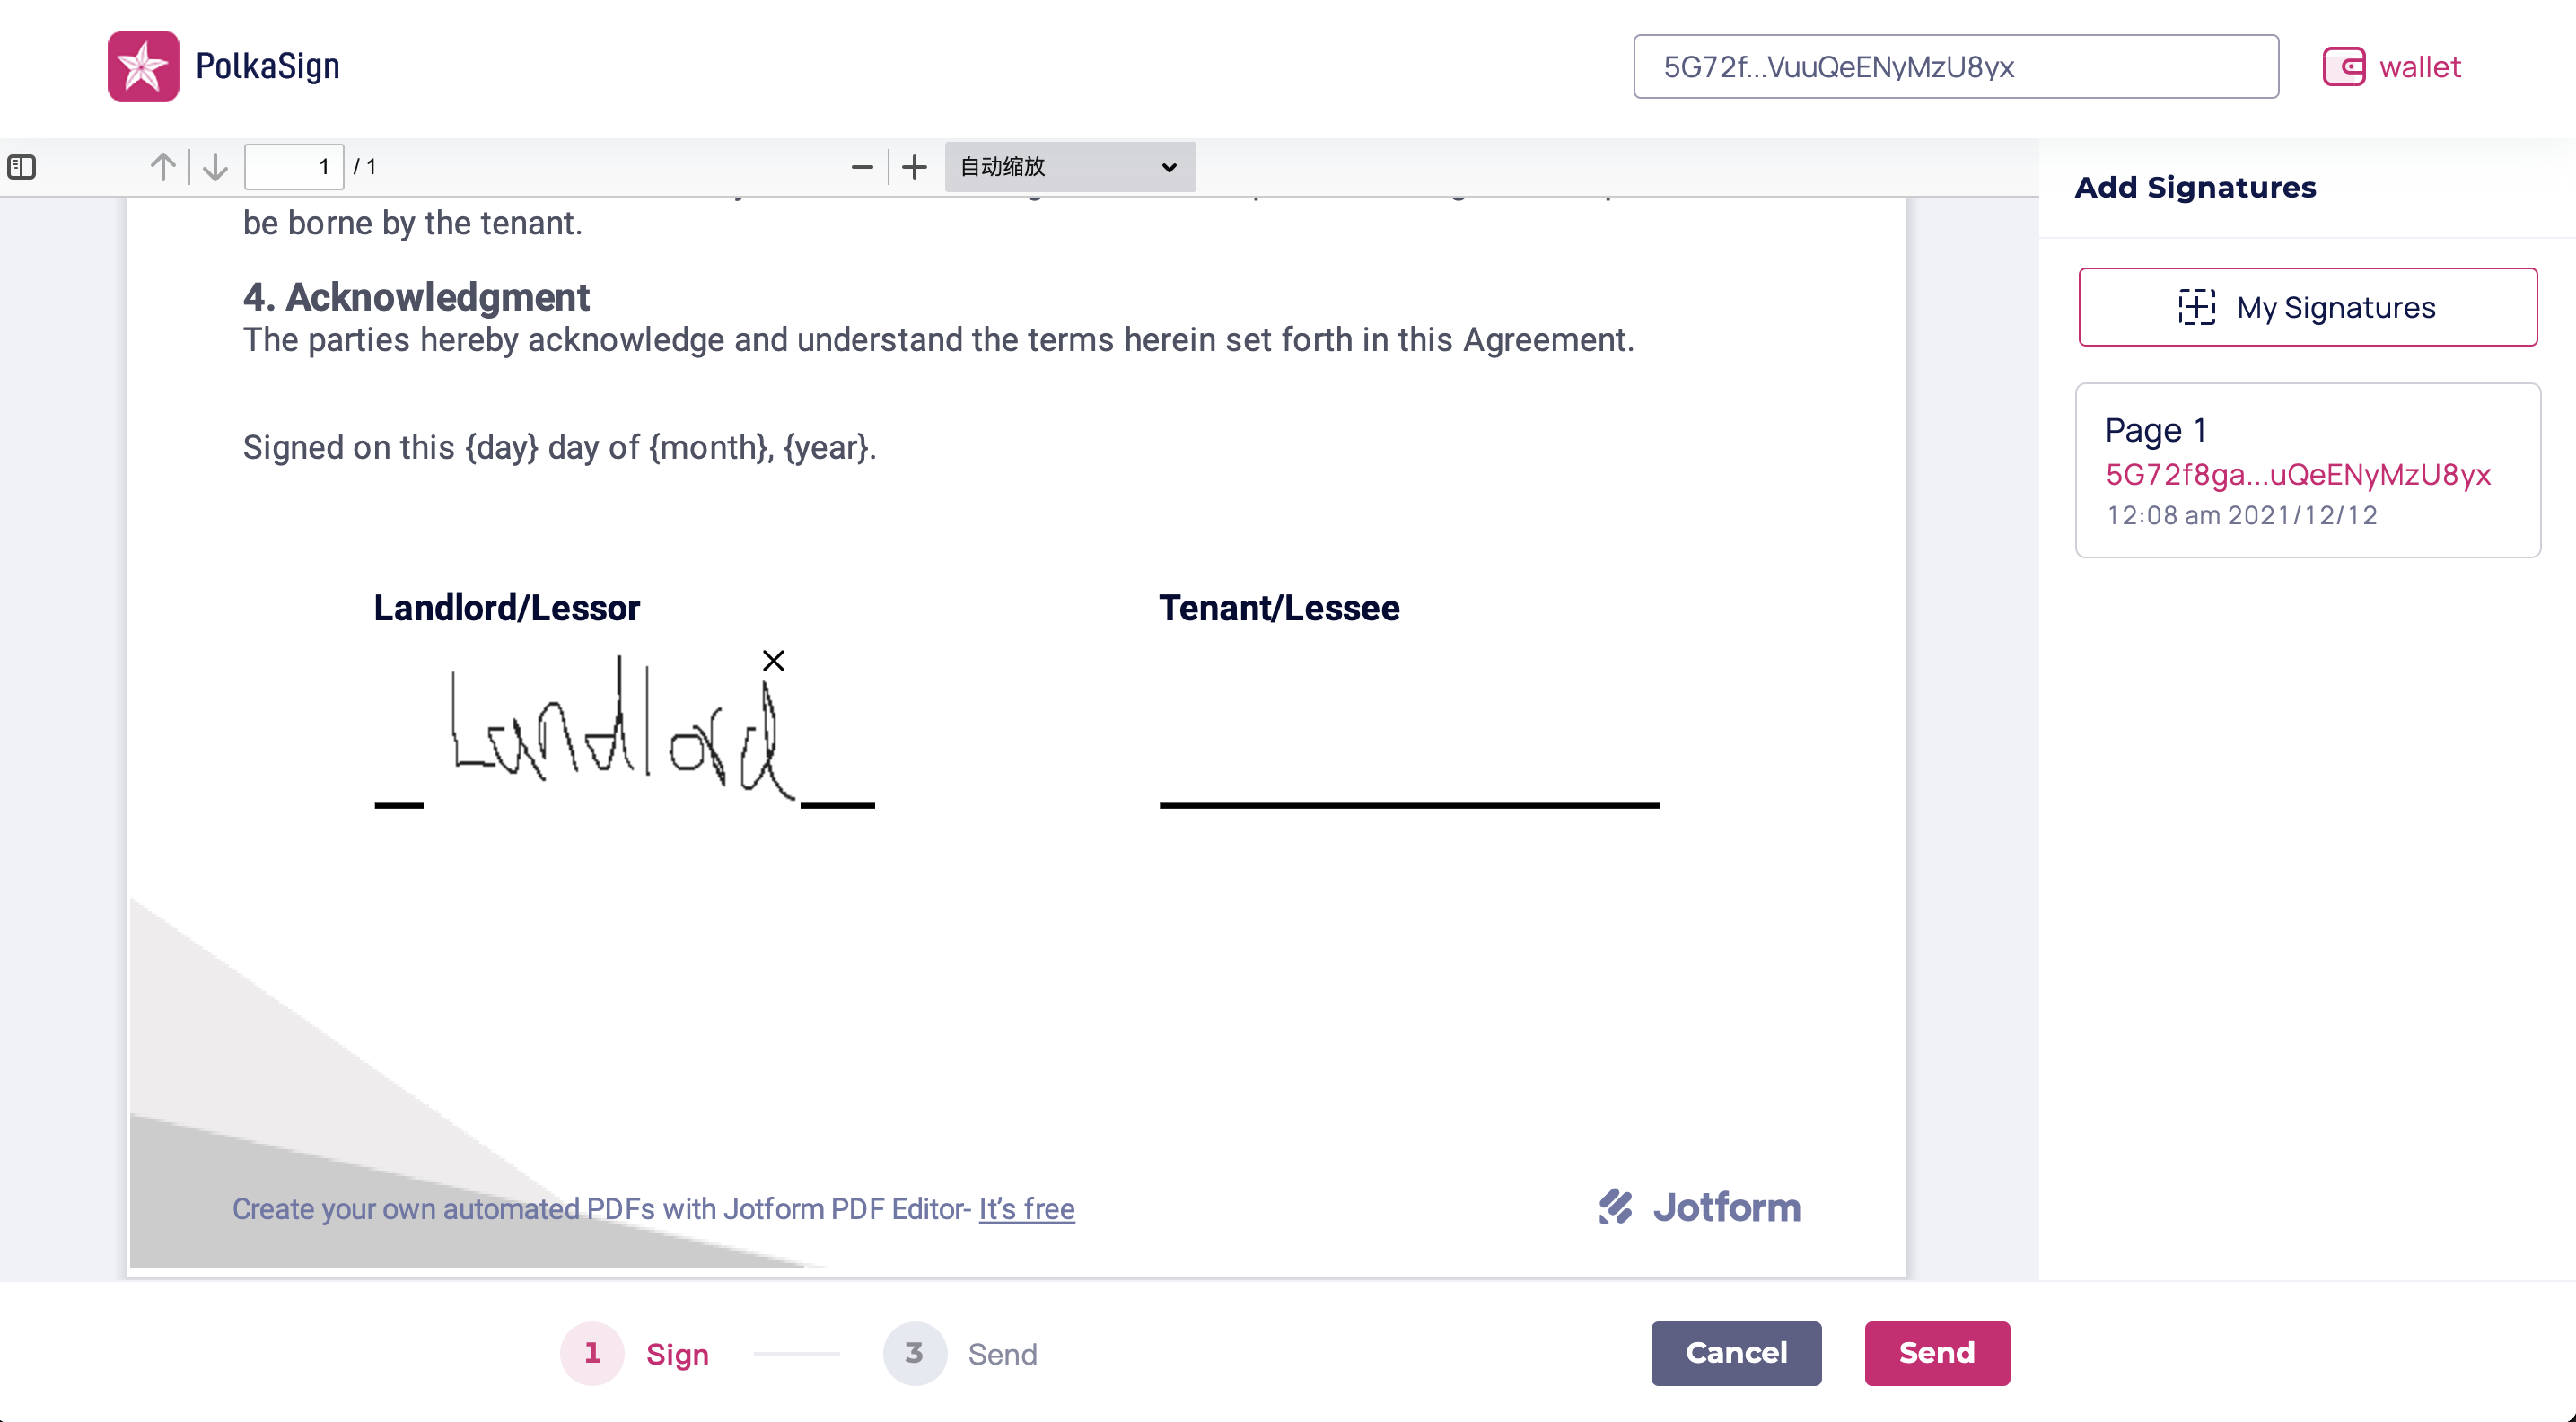 PolkaSign
5G72f...VuuQeENyMzU8yx
wallet
1 / 1
自动缩放
Add Signatures
be borne by the tenant.
4. Acknowledgment
The parties hereby acknowledge and understand the terms herein set forth in this Agreement.
Signed on this {day} day of {month}, {year}.
Landlord/Lessor
Tenant/Lessee
Landlord
My Signatures
Page 1
5G72f8ga...uQeENyMzU8yx
12:08 am 2021/12/12
Create your own automated PDFs with Jotform PDF Editor- It’s free
Jotform
1 Sign
3 Send
Cancel
Send